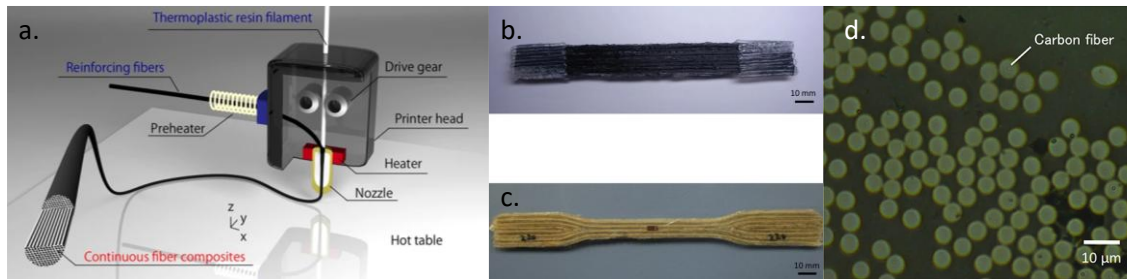 a.
Thermoplastic resin filament
Reinforcing fibers
Drive gear
Preheater
Printer head
Heater
Nozzle
z
y
x
Hot table
Continuous fiber composites
b.
10 mm
c.
10 mm
d.
Carbon fiber
10 µm